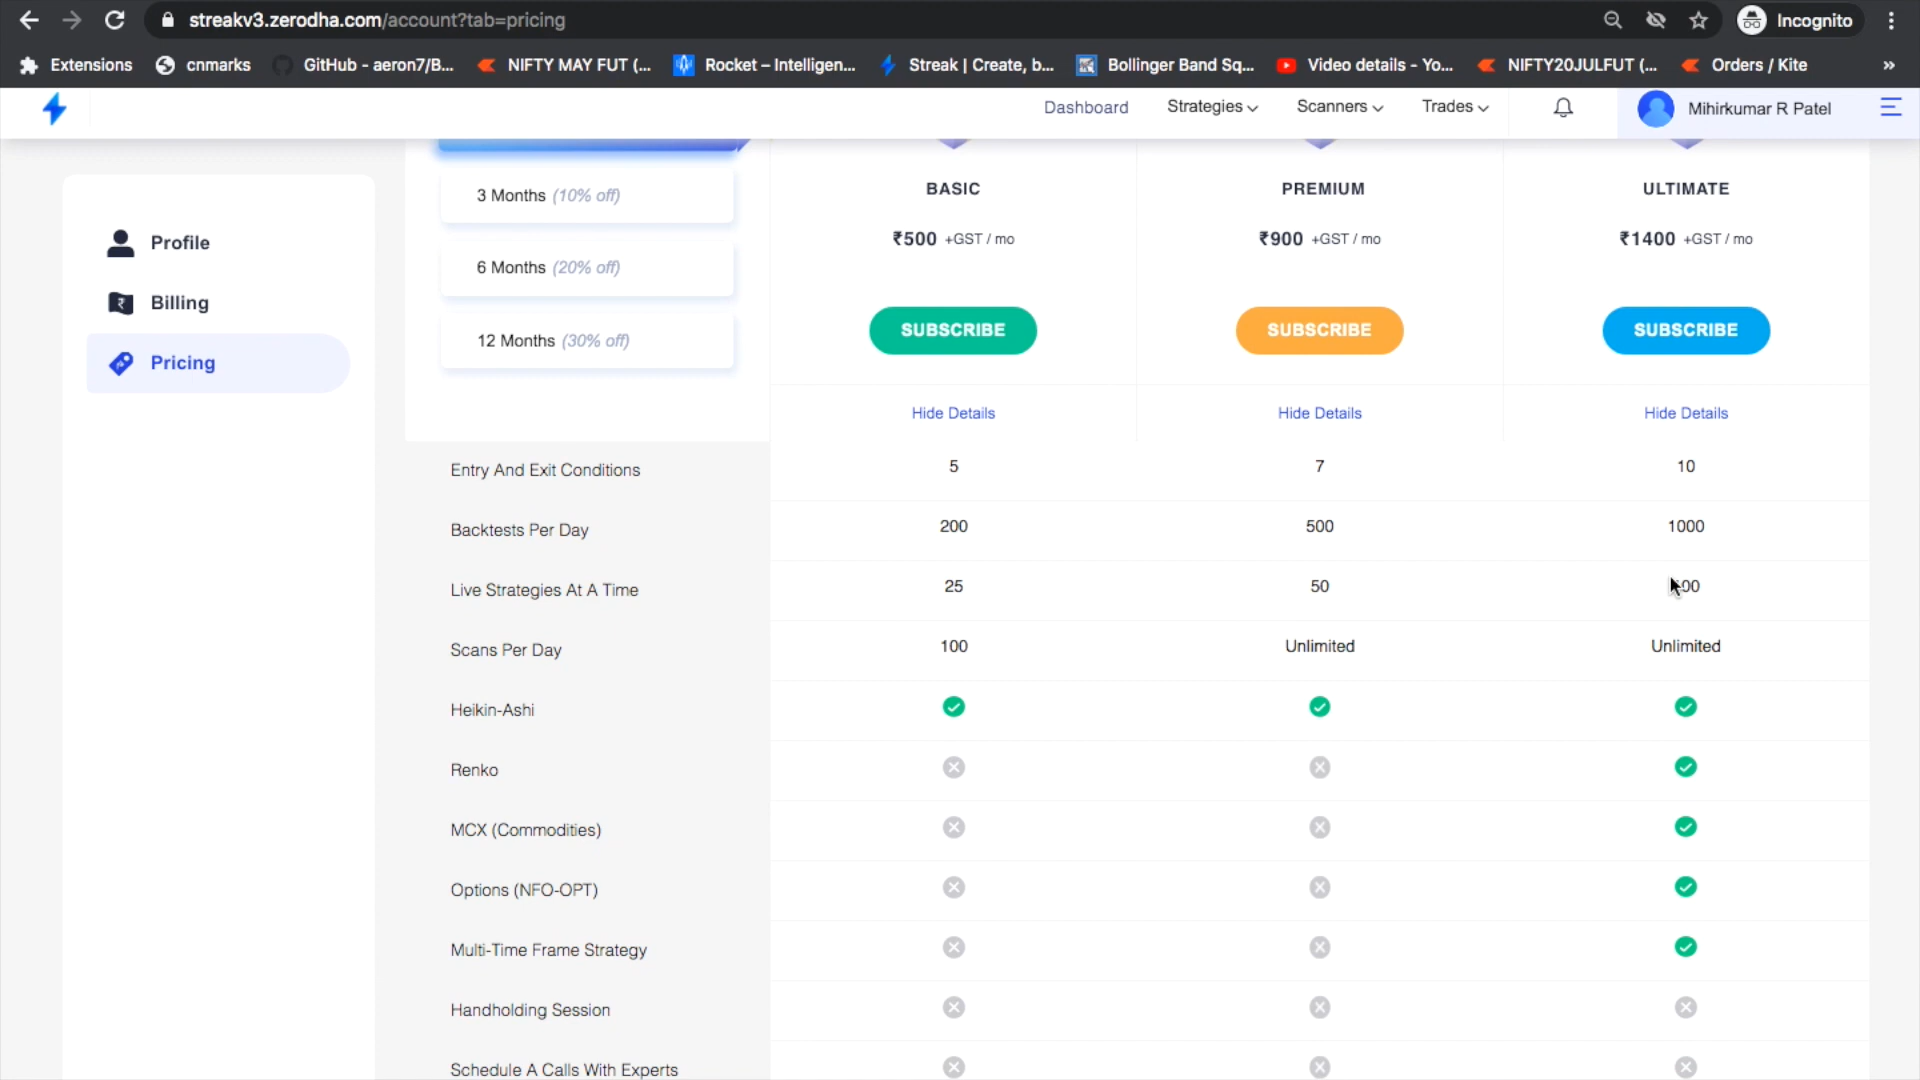 streakv3.zerodha.com/account?tab=pricing
Incognito
Extensions
cnmarks
GitHub - aeron7/B...
NIFTY MAY FUT (...
Rocket – Intelligen...
Streak | Create, b...
Bollinger Band Sq...
Video details - Yo...
NIFTY20JULFUT (...
Orders / Kite
»
Dashboard
Strategies
Scanners
Trades
Mihirkumar R Patel
Profile
Billing
Pricing
3 Months (10% off)
6 Months (20% off)
12 Months (30% off)
BASIC PREMIUM ULTIMATE
₹500 +GST / mo ₹900 +GST / mo ₹1400 +GST / mo
SUBSCRIBE SUBSCRIBE SUBSCRIBE
Hide Details Hide Details Hide Details
Entry And Exit Conditions 5 7 10
Backtests Per Day 200 500 1000
Live Strategies At A Time 25 50
Scans Per Day 100 Unlimited Unlimited
Heikin-Ashi
Renko
MCX (Commodities)
Options (NFO-OPT)
Multi-Time Frame Strategy
Handholding Session
Schedule A Calls With Experts